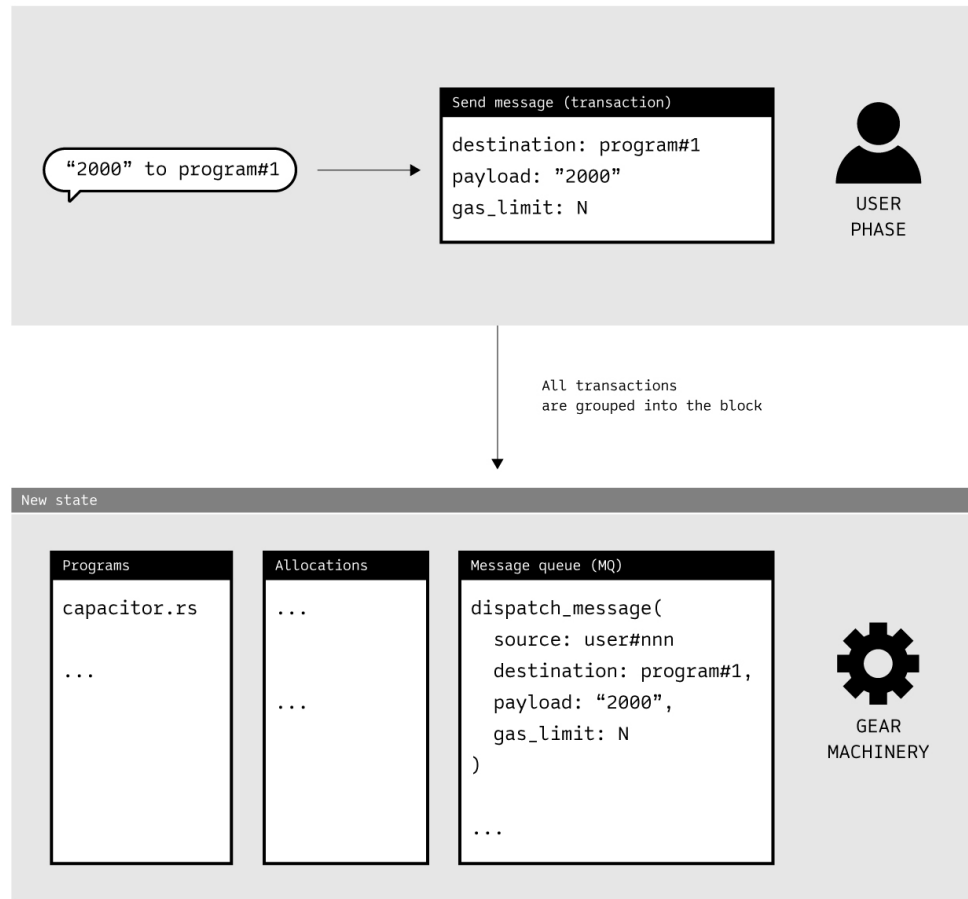 Send message (transaction)
“2000” to program#1
destination: program#1
payload: ”2000”
gas_limit: N
USER
PHASE
All transactions
are grouped into the block
New state
Programs
capacitor.rs
...
Allocations
...
...
Message queue (MQ)
dispatch_message(
source: user#nnn
destination: program#1,
payload: “2000”,
gas_limit: N
)
...
GEAR
MACHINERY